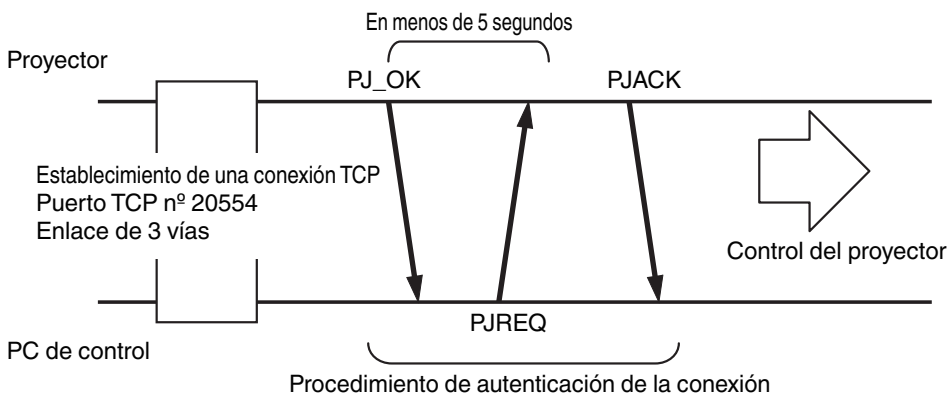 En menos de 5 segundos
Proyector
PJ_OK
PJACK
Establecimiento de una conexión TCP
Puerto TCP nº 20554
Enlace de 3 vías
Control del proyector
PJREQ
PC de control
Procedimiento de autenticación de la conexión